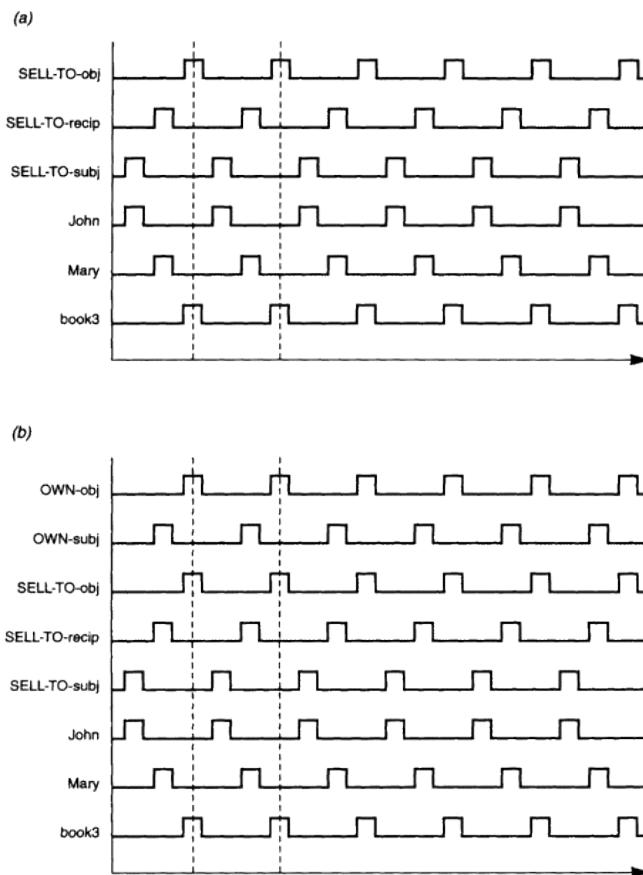 (a)
SELL-TO-obj
SELL-TO-recip
SELL-TO-subj
John
Mary
book3
(b)
OWN-obj
OWN-subj
SELL-TO-obj
SELL-TO-recip
SELL-TO-subj
John
Mary
book3